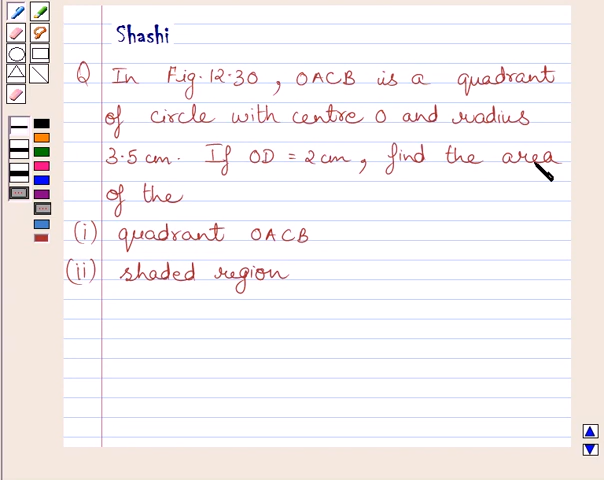 Shashi
Q In Fig. 12.30, OACB is a quadrant
of circle with centre O and radius
3.5 cm. If OD = 2 cm, find the area
of the
(i) quadrant OACB
(ii) shaded region